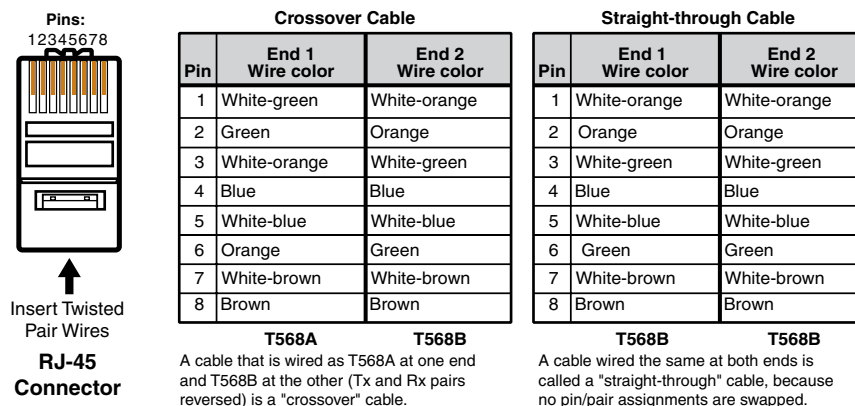 Pins:
12345678
Insert Twisted
Pair Wires
RJ-45
Connector
Crossover Cable
Pin End 1 Wire color End 2 Wire color
1 White-green White-orange
2 Green Orange
3 White-orange White-green
4 Blue Blue
5 White-blue White-blue
6 Orange Green
7 White-brown White-brown
8 Brown Brown
T568A T568B
A cable that is wired as T568A at one end
and T568B at the other (Tx and Rx pairs
reversed) is a "crossover" cable.
Straight-through Cable
Pin End 1 Wire color End 2 Wire color
1 White-orange White-orange
2 Orange Orange
3 White-green White-green
4 Blue Blue
5 White-blue White-blue
6 Green Green
7 White-brown White-brown
8 Brown Brown
T568B T568B
A cable wired the same at both ends is
called a "straight-through" cable, because
no pin/pair assignments are swapped.